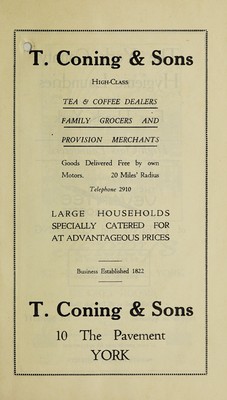 T. Coning & Sons
HIGH-CLASS
TEA & COFFEE DEALERS
FAMILY GROCERS AND
PROVISION MERCHANTS
Goods Delivered Free by own
Motors. 20 Miles' Radius
Telephone 2910
LARGE HOUSEHOLDS
SPECIALLY CATERED FOR
AT ADVANTAGEOUS PRICES
Business Established 1822
T. Coning & Sons
10 The Pavement
YORK